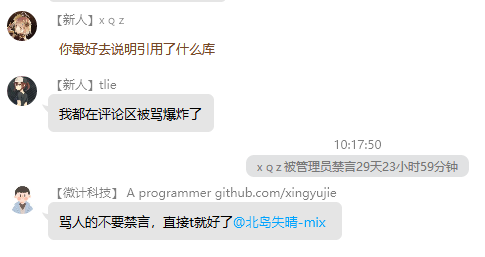 【新人】x q z
你最好去说明引用了什么库
【新人】tlie
我都在评论区被骂爆炸了
10:17:50
x q z被管理员禁言29天23小时59分钟
【微计科技】 A programmer github.com/xingyujie
骂人的不要禁言，直接t就好了@北岛失晴-mix